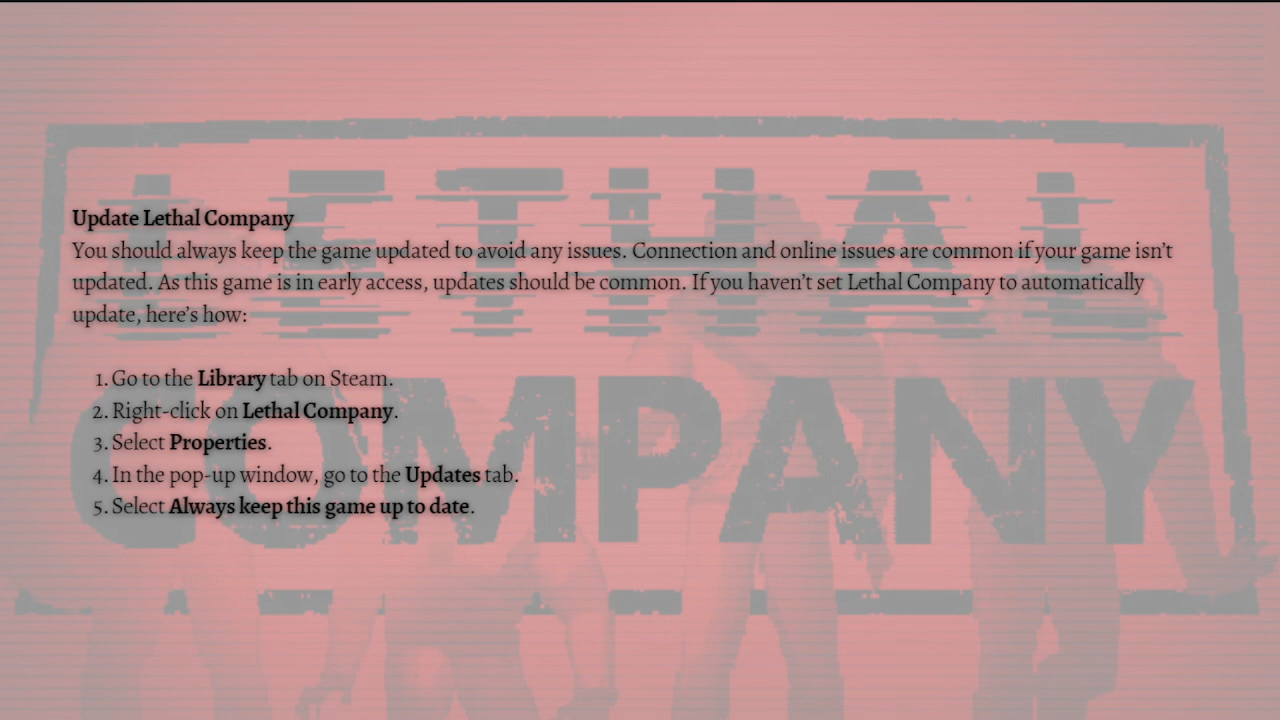 LETHAL
COMPANY
Update Lethal Company
You should always keep the game updated to avoid any issues. Connection and online issues are common if your game isn’t
updated. As this game is in early access, updates should be common. If you haven’t set Lethal Company to automatically
update, here’s how:
1. Go to the Library tab on Steam.
2. Right-click on Lethal Company.
3. Select Properties.
4. In the pop-up window, go to the Updates tab.
5. Select Always keep this game up to date.